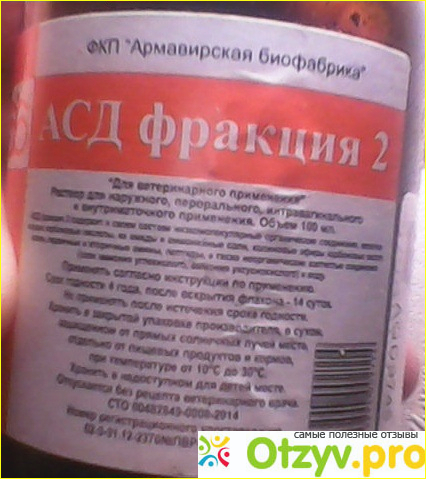 ФКП "Армавирская биофабрика"
АСД фракция 2
"Для ветеринарного применения"
Раствор для наружного, перорального, интравагинального
и внутриматочного применения. Объем 100 мл.
Применять согласно инструкции по применению.
Срок годности 4 года, после вскрытия флакона - 14 суток.
Не применять после истечения срока годности.
Хранить в закрытой упаковке производителя, в сухом,
защищенном от прямых солнечных лучей месте,
отдельно от пищевых продуктов и кормов,
при температуре от 10°С до 30°С.
Хранить в недоступном для детей месте.
Отпускается без рецепта ветеринарного врача.
СТО 00482849-0008-2014
Номер регистрационного
самые полезные отзывы
Otzyv.pro